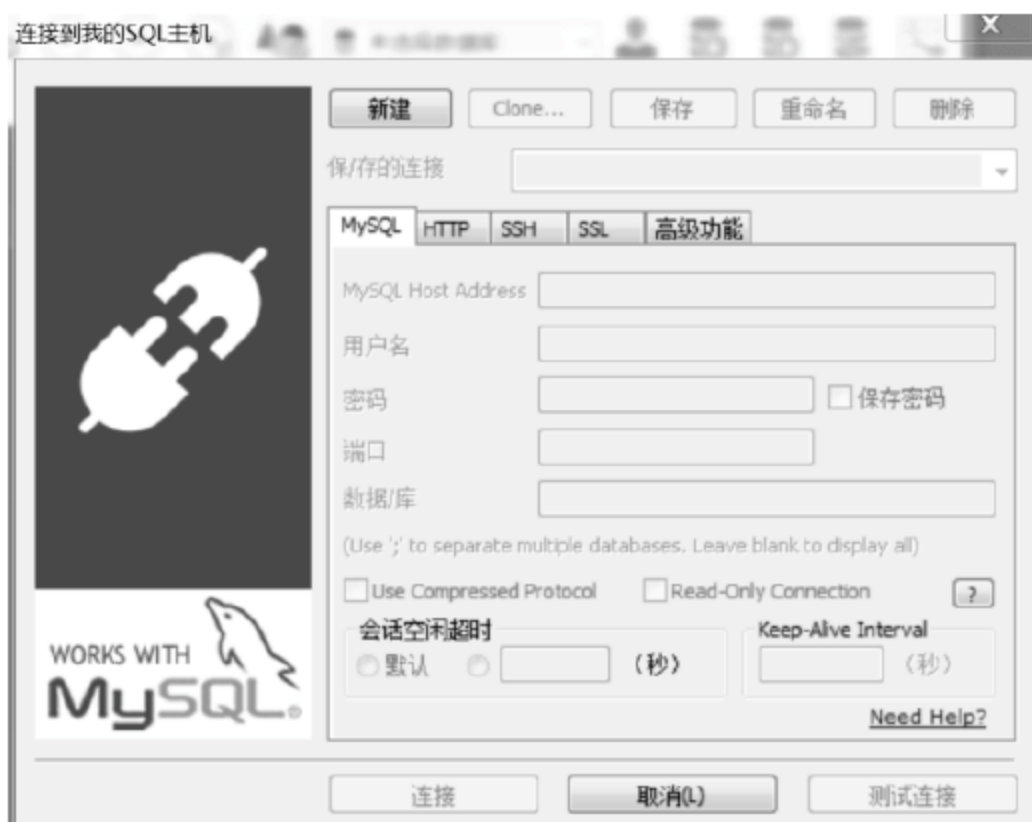 连接到我的SQL主机
X
新建 Clone... 保存 重命名 删除
保/存的连接
MySQL HTTP SSH SSL 高级功能
MySQL Host Address
用户名
密码 保存密码
端口
数据/库
(Use ';' to separate multiple databases. Leave blank to display all)
Use Compressed Protocol Read-Only Connection ?
会话空闲超时 Keep-Alive Interval
默认 (秒) (秒)
WORKS WITH
MySQL®
Need Help?
连接 取消(L) 测试连接